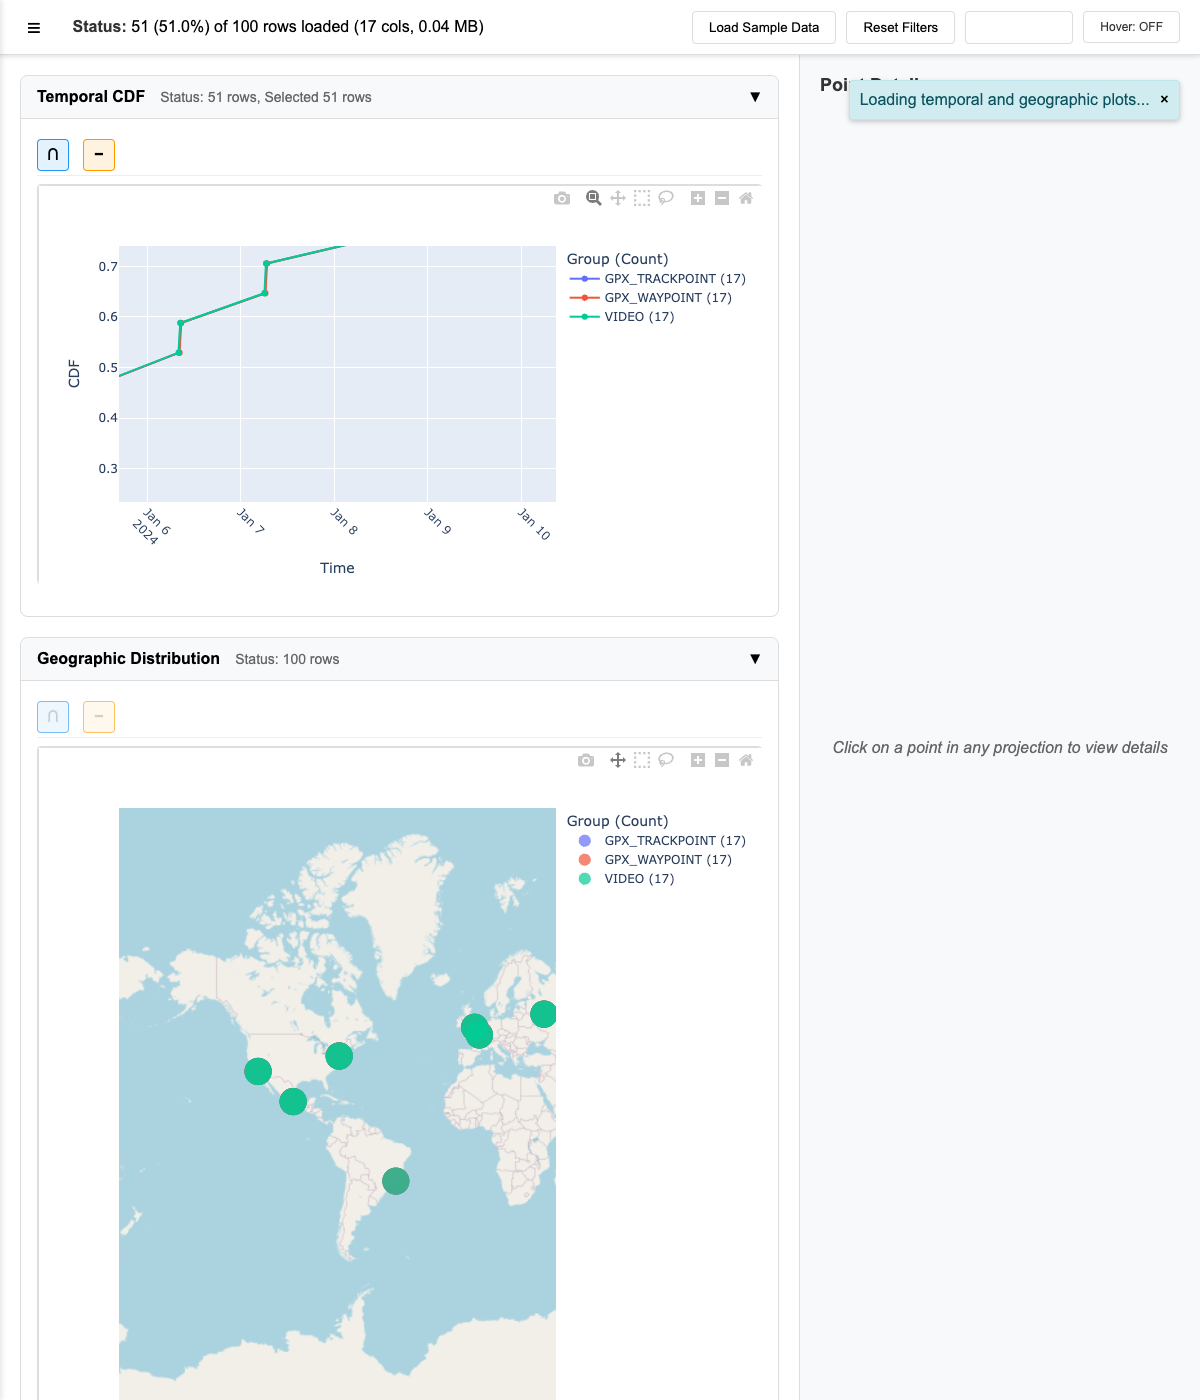 ≡ Status: 51 (51.0%) of 100 rows loaded (17 cols, 0.04 MB)
Load Sample Data
Reset Filters
Hover: OFF
Loading temporal and geographic plots... ×
Temporal CDF Status: 51 rows, Selected 51 rows ▼
∩ −
Group (Count)
GPX_TRACKPOINT (17)
GPX_WAYPOINT (17)
VIDEO (17)
CDF
0.7
0.6
0.5
0.4
0.3
Jan 6
2024
Jan 7
Jan 8
Jan 9
Jan 10
Time
Geographic Distribution Status: 100 rows ▼
∩ −
Group (Count)
GPX_TRACKPOINT (17)
GPX_WAYPOINT (17)
VIDEO (17)
Click on a point in any projection to view details